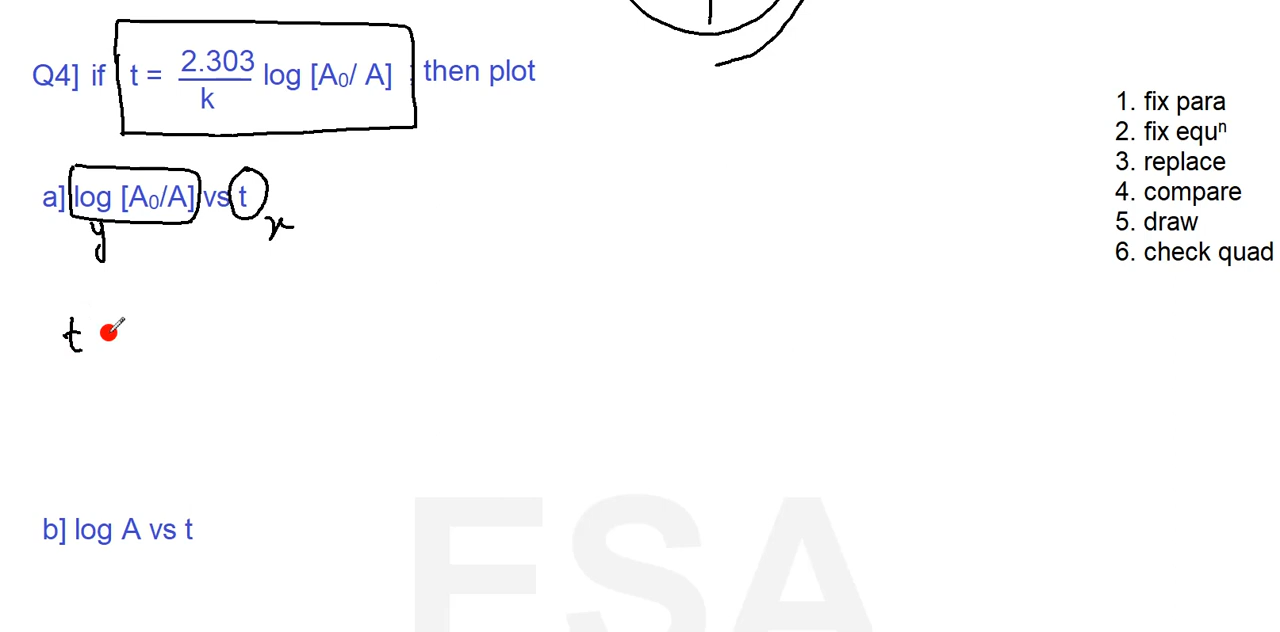 Q4] if t = 2.303/k log [A₀/ A] then plot
a] log [A₀/A] vs t
y x
t
b] log A vs t
1. fix para
2. fix equⁿ
3. replace
4. compare
5. draw
6. check quad
ESA